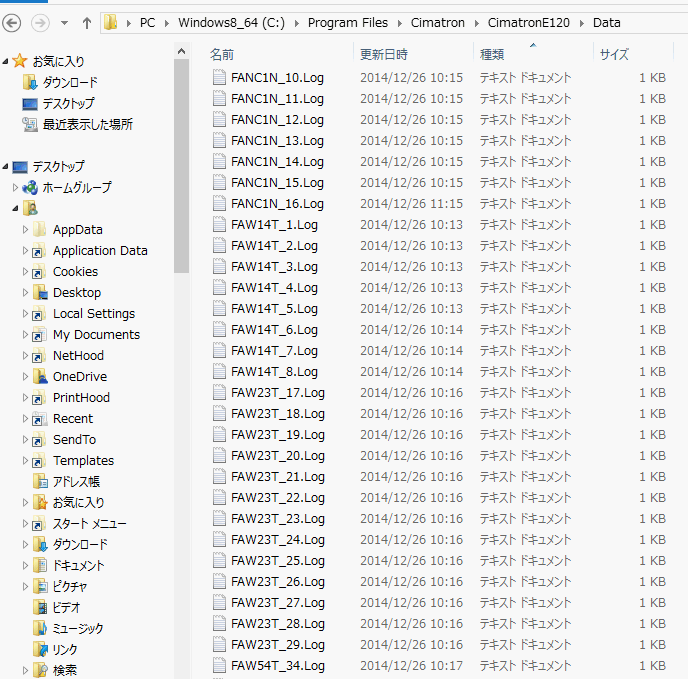 PC Windows8_64 (C:) Program Files Cimatron CimatronE120 Data
お気に入り
ダウンロード
デスクトップ
最近表示した場所
デスクトップ
ホームグループ
AppData
Application Data
Cookies
Desktop
Local Settings
My Documents
NetHood
OneDrive
PrintHood
Recent
SendTo
Templates
アドレス帳
お気に入り
スタート メニュー
ダウンロード
ドキュメント
ピクチャ
ビデオ
ミュージック
リンク
検索
名前 更新日時 種類 サイズ
FANC1N_10.Log 2014/12/26 10:15 テキスト ドキュメント 1 KB
FANC1N_11.Log 2014/12/26 10:15 テキスト ドキュメント 1 KB
FANC1N_12.Log 2014/12/26 10:15 テキスト ドキュメント 1 KB
FANC1N_13.Log 2014/12/26 10:15 テキスト ドキュメント 1 KB
FANC1N_14.Log 2014/12/26 10:15 テキスト ドキュメント 1 KB
FANC1N_15.Log 2014/12/26 10:15 テキスト ドキュメント 1 KB
FANC1N_16.Log 2014/12/26 11:15 テキスト ドキュメント 1 KB
FAW14T_1.Log 2014/12/26 10:13 テキスト ドキュメント 1 KB
FAW14T_2.Log 2014/12/26 10:13 テキスト ドキュメント 1 KB
FAW14T_3.Log 2014/12/26 10:13 テキスト ドキュメント 1 KB
FAW14T_4.Log 2014/12/26 10:13 テキスト ドキュメント 1 KB
FAW14T_5.Log 2014/12/26 10:13 テキスト ドキュメント 1 KB
FAW14T_6.Log 2014/12/26 10:14 テキスト ドキュメント 1 KB
FAW14T_7.Log 2014/12/26 10:14 テキスト ドキュメント 1 KB
FAW14T_8.Log 2014/12/26 10:14 テキスト ドキュメント 1 KB
FAW23T_17.Log 2014/12/26 10:16 テキスト ドキュメント 1 KB
FAW23T_18.Log 2014/12/26 10:16 テキスト ドキュメント 1 KB
FAW23T_19.Log 2014/12/26 10:16 テキスト ドキュメント 1 KB
FAW23T_20.Log 2014/12/26 10:16 テキスト ドキュメント 1 KB
FAW23T_21.Log 2014/12/26 10:16 テキスト ドキュメント 1 KB
FAW23T_22.Log 2014/12/26 10:16 テキスト ドキュメント 1 KB
FAW23T_23.Log 2014/12/26 10:16 テキスト ドキュメント 1 KB
FAW23T_24.Log 2014/12/26 10:16 テキスト ドキュメント 1 KB
FAW23T_25.Log 2014/12/26 10:16 テキスト ドキュメント 1 KB
FAW23T_26.Log 2014/12/26 10:16 テキスト ドキュメント 1 KB
FAW23T_27.Log 2014/12/26 10:16 テキスト ドキュメント 1 KB
FAW23T_28.Log 2014/12/26 10:16 テキスト ドキュメント 1 KB
FAW23T_29.Log 2014/12/26 10:16 テキスト ドキュメント 1 KB
FAW54T_34.Log 2014/12/26 10:17 テキスト ドキュメント 1 KB